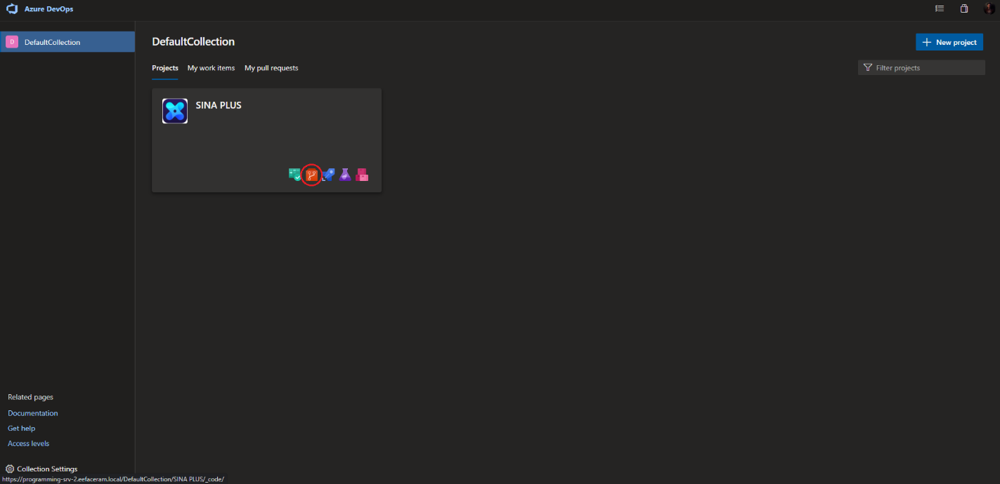 Azure DevOps
D DefaultCollection
DefaultCollection
New project
Projects My work items My pull requests
Filter projects
SINA PLUS
Related pages
Documentation
Get help
Access levels
Collection Settings
https://programming-srv-2.eefaceram.local/DefaultCollection/SINA PLUS/_code/